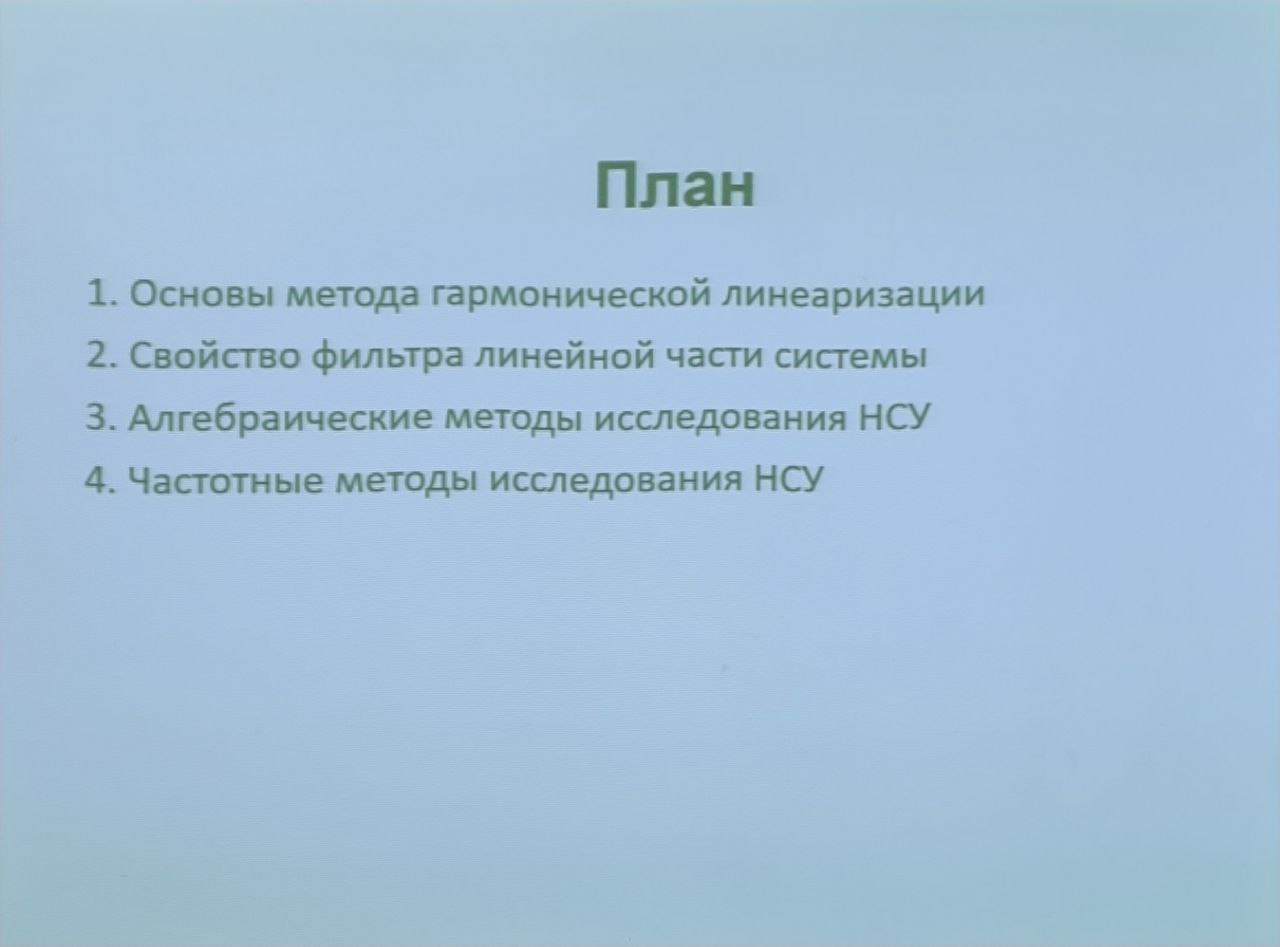 План
1. Основы метода гармонической линеаризации
2. Свойство фильтра линейной части системы
3. Алгебраические методы исследования НСУ
4. Частотные методы исследования НСУ